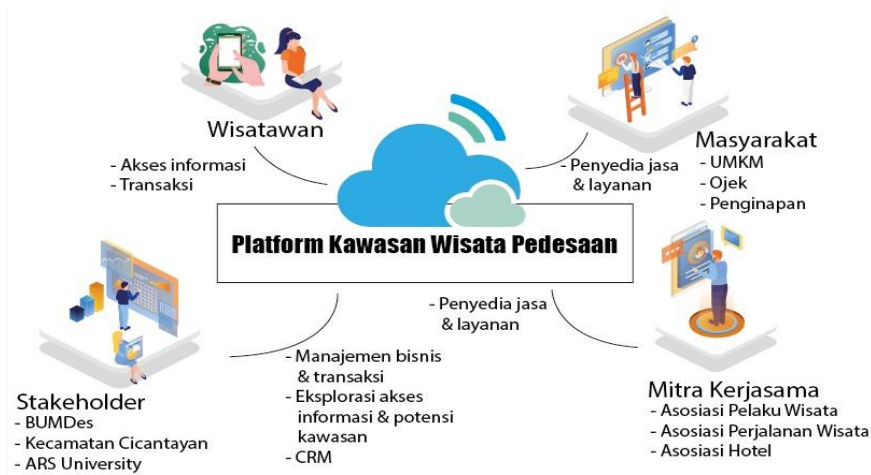 Wisatawan
- Akses informasi
- Transaksi
- Penyedia jasa
& layanan
Masyarakat
- UMKM
- Ojek
- Penginapan
Platform Kawasan Wisata Pedesaan
Stakeholder
- BUMDes
- Kecamatan Cicantayan
- ARS University
- Manajemen bisnis
& transaksi
- Eksplorasi akses
informasi & potensi
kawasan
- CRM
- Penyedia jasa
& layanan
Mitra Kerjasama
- Asosiasi Pelaku Wisata
- Asosiasi Perjalanan Wisata
- Asosiasi Hotel